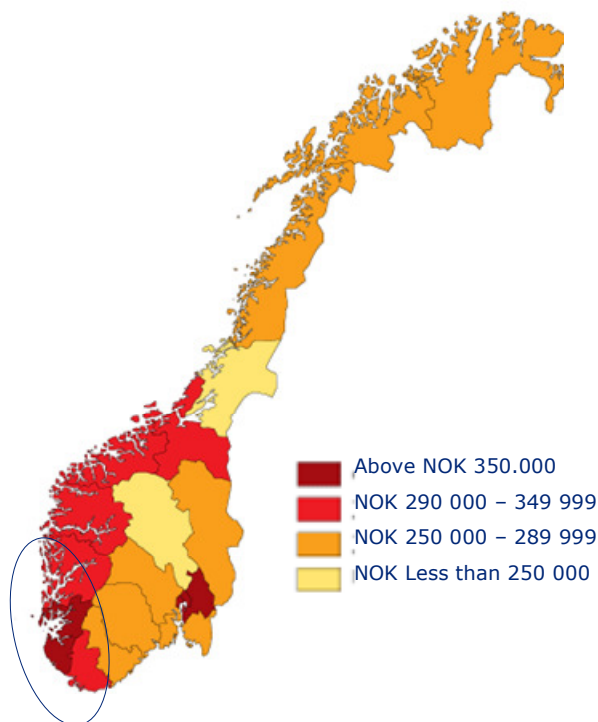 Above NOK 350.000
NOK 290 000 – 349 999
NOK 250 000 – 289 999
NOK Less than 250 000